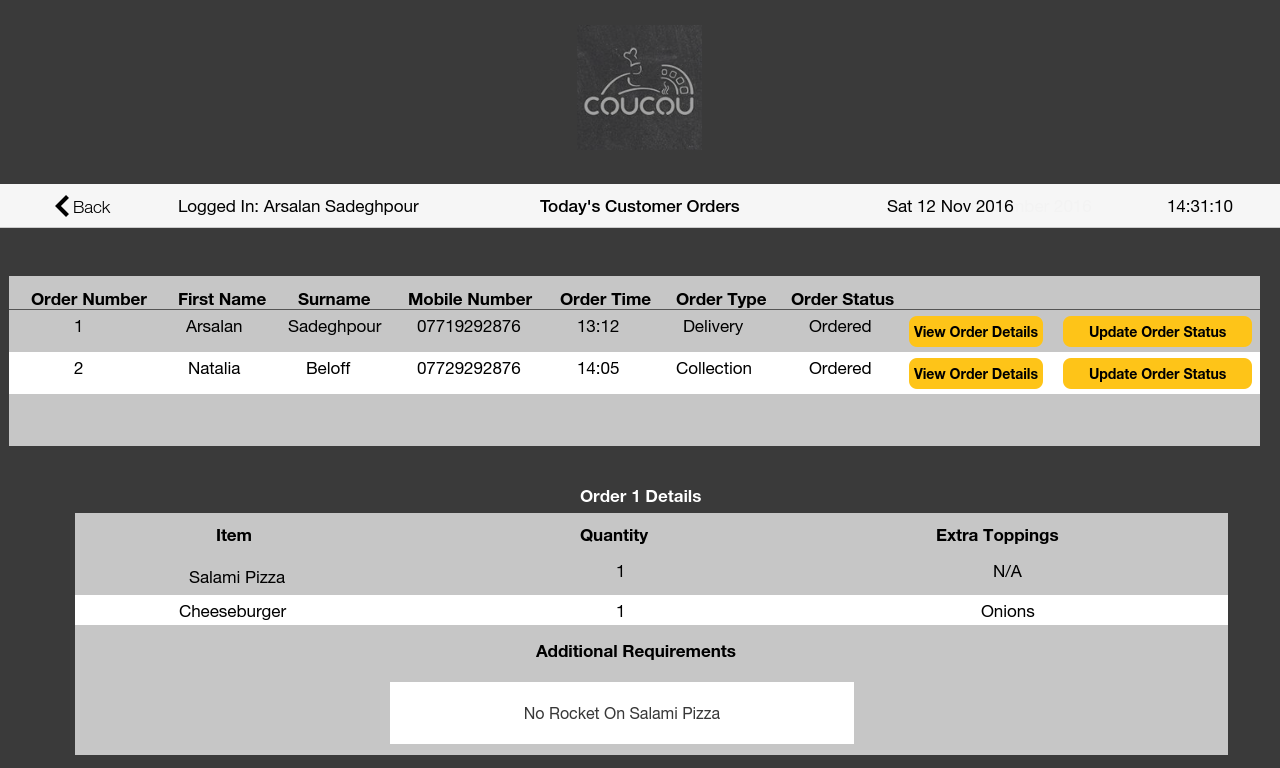 COUCOU
Back Logged In: Arsalan Sadeghpour Today's Customer Orders Sat 12 Nov 2016 14:31:10
Order Number First Name Surname Mobile Number Order Time Order Type Order Status
1 Arsalan Sadeghpour 07719292876 13:12 Delivery Ordered View Order Details Update Order Status
2 Natalia Beloff 07729292876 14:05 Collection Ordered View Order Details Update Order Status
Order 1 Details
Item Quantity Extra Toppings
Salami Pizza 1 N/A
Cheeseburger 1 Onions
Additional Requirements
No Rocket On Salami Pizza